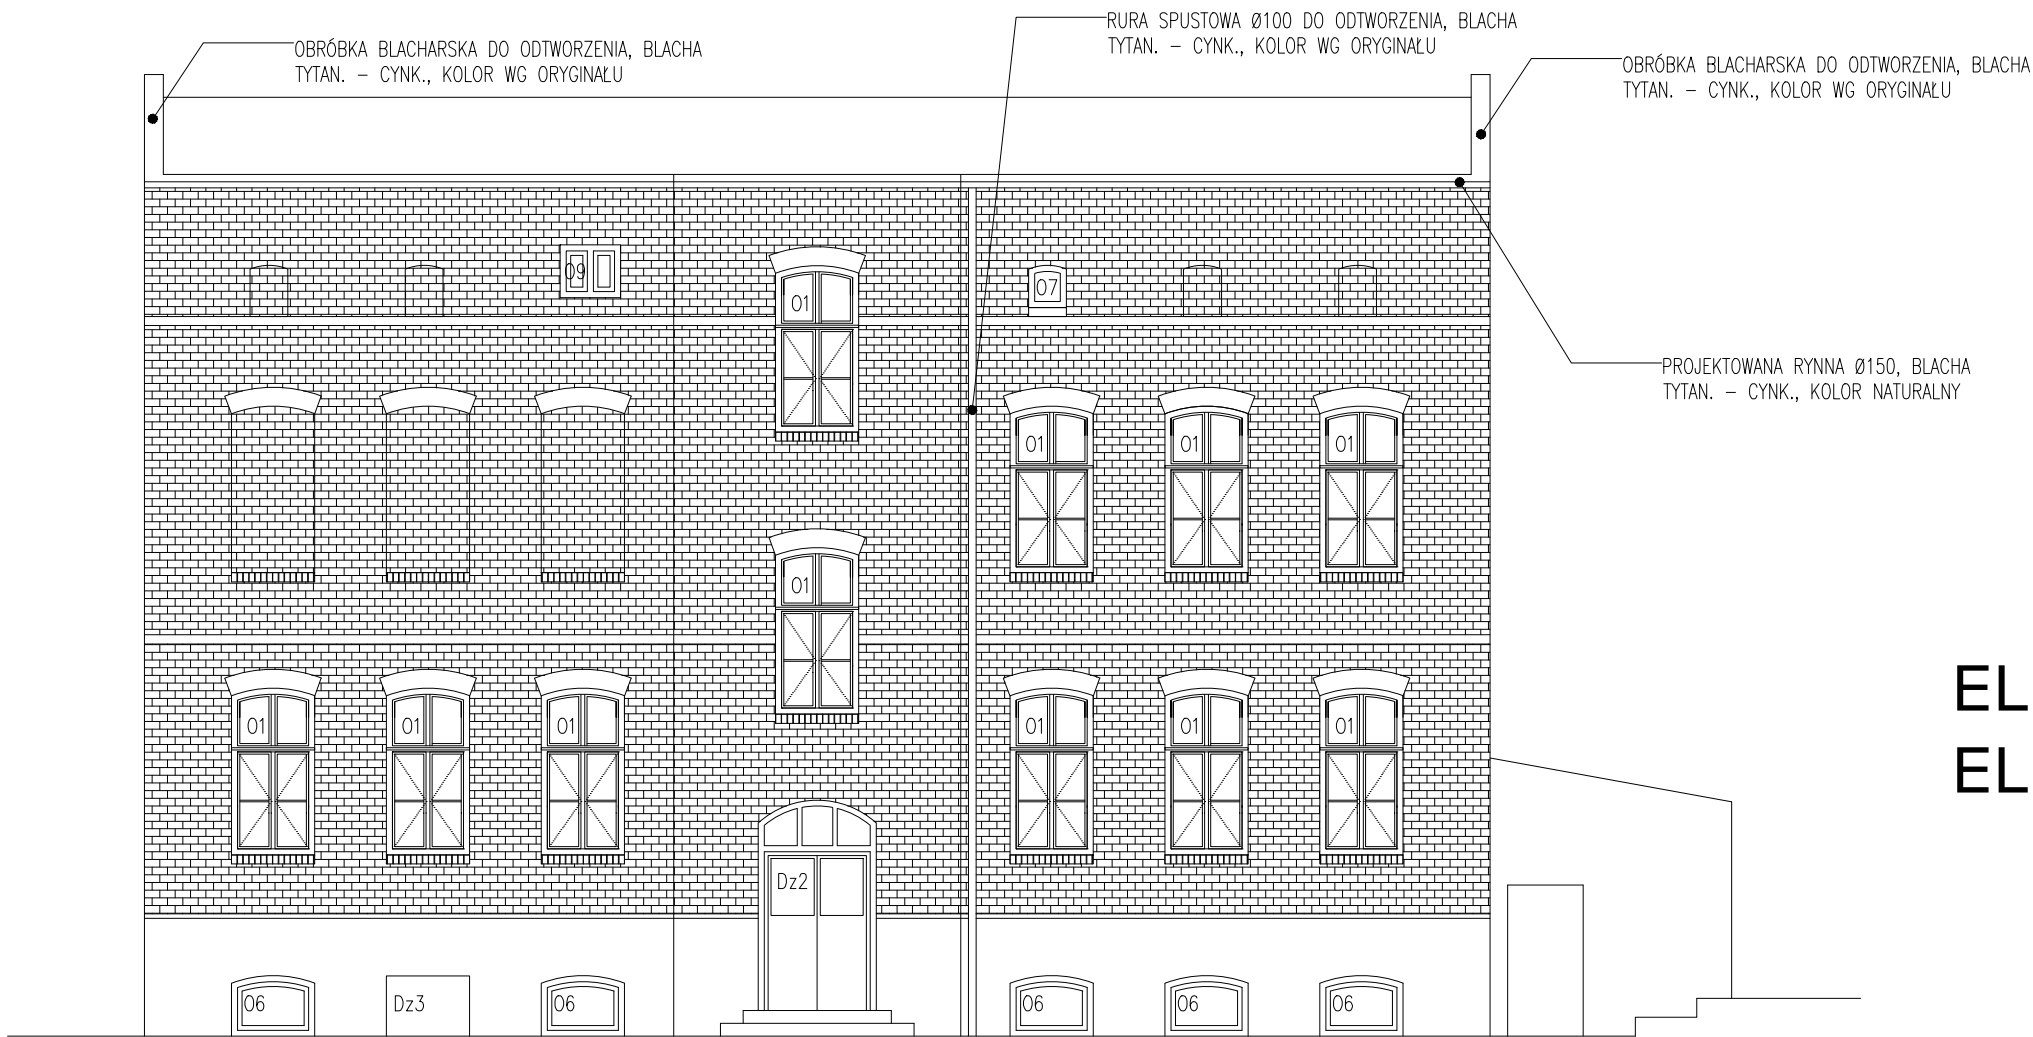 RURA SPUSTOWA Ø100 DO ODTWORZENIA, BLACHA
TYTAN. – CYNK., KOLOR WG ORYGINAŁU
OBRÓBKA BLACHARSKA DO ODTWORZENIA, BLACHA
TYTAN. – CYNK., KOLOR WG ORYGINAŁU
OBRÓBKA BLACHARSKA DO ODTWORZENIA, BLACHA
TYTAN. – CYNK., KOLOR WG ORYGINAŁU
O9
O1
O7
PROJEKTOWANA RYNNA Ø150, BLACHA
TYTAN. – CYNK., KOLOR NATURALNY
O1 O1 O1
O1
EL
O1 O1 O1 O1 O1 O1
EL
Dz2
O6 Dz3 O6 O6 O6 O6